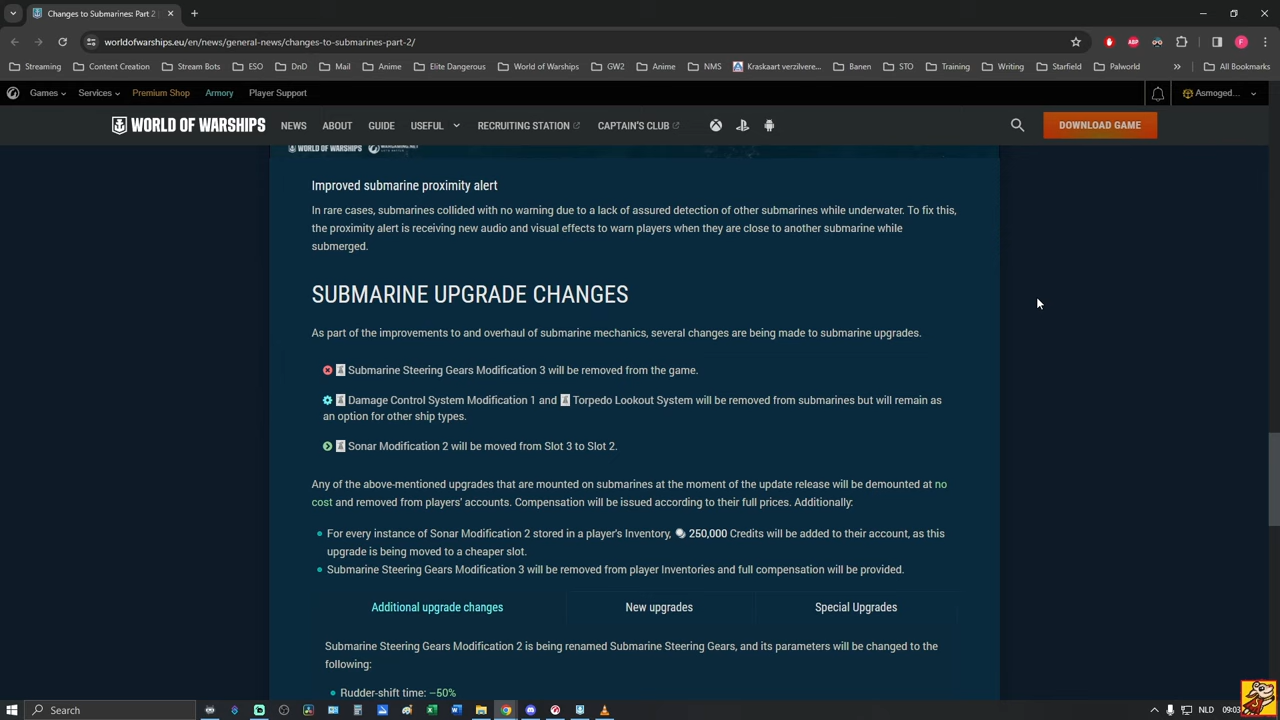 Changes to Submarines: Part 2
worldofwarships.eu/en/news/general-news/changes-to-submarines-part-2/
Streaming Content Creation Stream Bots ESO DnD Mail Anime Elite Dangerous World of Warships GW2 Anime NMS Kraskaart verzilvere... Banen STO Training Writing Starfield Palworld » All Bookmarks
Games Services Premium Shop Armory Player Support Asmoged...
WORLD OF WARSHIPS NEWS ABOUT GUIDE USEFUL RECRUITING STATION CAPTAIN'S CLUB DOWNLOAD GAME
WORLD OF WARSHIPS
Improved submarine proximity alert
In rare cases, submarines collided with no warning due to a lack of assured detection of other submarines while underwater. To fix this,
the proximity alert is receiving new audio and visual effects to warn players when they are close to another submarine while
submerged.
SUBMARINE UPGRADE CHANGES
As part of the improvements to and overhaul of submarine mechanics, several changes are being made to submarine upgrades.
Submarine Steering Gears Modification 3 will be removed from the game.
Damage Control System Modification 1 and Torpedo Lookout System will be removed from submarines but will remain as
an option for other ship types.
Sonar Modification 2 will be moved from Slot 3 to Slot 2.
Any of the above-mentioned upgrades that are mounted on submarines at the moment of the update release will be demounted at no
cost and removed from players' accounts. Compensation will be issued according to their full prices. Additionally:
For every instance of Sonar Modification 2 stored in a player's Inventory, 250,000 Credits will be added to their account, as this
upgrade is being moved to a cheaper slot.
Submarine Steering Gears Modification 3 will be removed from player Inventories and full compensation will be provided.
Additional upgrade changes New upgrades Special Upgrades
Submarine Steering Gears Modification 2 is being renamed Submarine Steering Gears, and its parameters will be changed to the
following:
Rudder-shift time: –50%
Search NLD